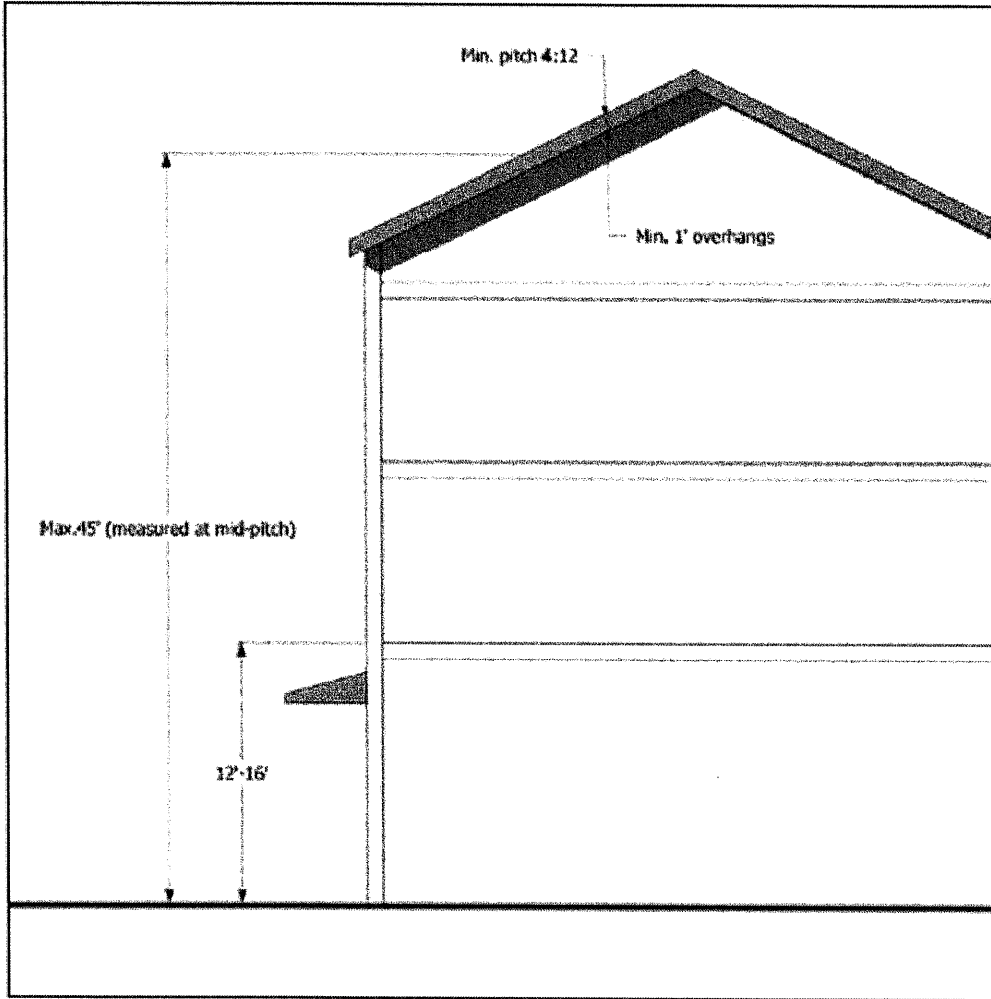 Min. pitch 4:12
Min. 1' overhangs
Max.45' (measured at mid-pitch)
12'-16'